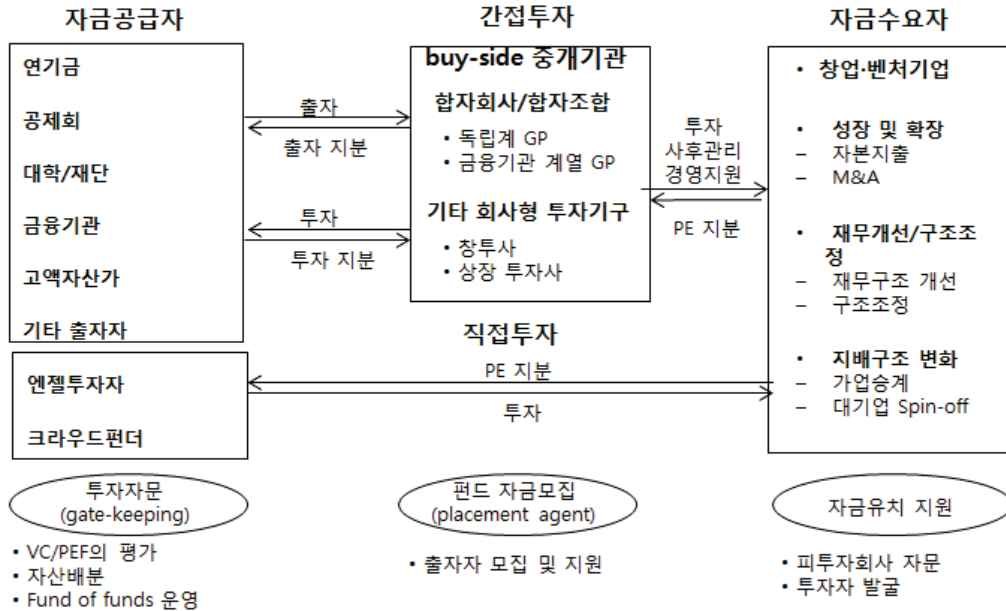 자금공급자
연기금
공제회
대학/재단
금융기관
고액자산가
기타 출자자
엔젤투자자
크라우드펀더
출자
출자 지분
투자
투자 지분
간접투자
buy-side 중개기관
합자회사/합자조합
• 독립계 GP
• 금융기관 계열 GP
기타 회사형 투자기구
• 창투사
• 상장 투자사
투자
사후관리
경영지원
PE 지분
직접투자
PE 지분
투자
자금수요자
• 창업·벤처기업
• 성장 및 확장
– 자본지출
– M&A
• 재무개선/구조조
정
– 재무구조 개선
– 구조조정
• 지배구조 변화
– 가업승계
– 대기업 Spin-off
투자자문
(gate-keeping)
• VC/PEF의 평가
• 자산배분
• Fund of funds 운영
펀드 자금모집
(placement agent)
• 출자자 모집 및 지원
자금유치 지원
• 피투자회사 자문
• 투자자 발굴